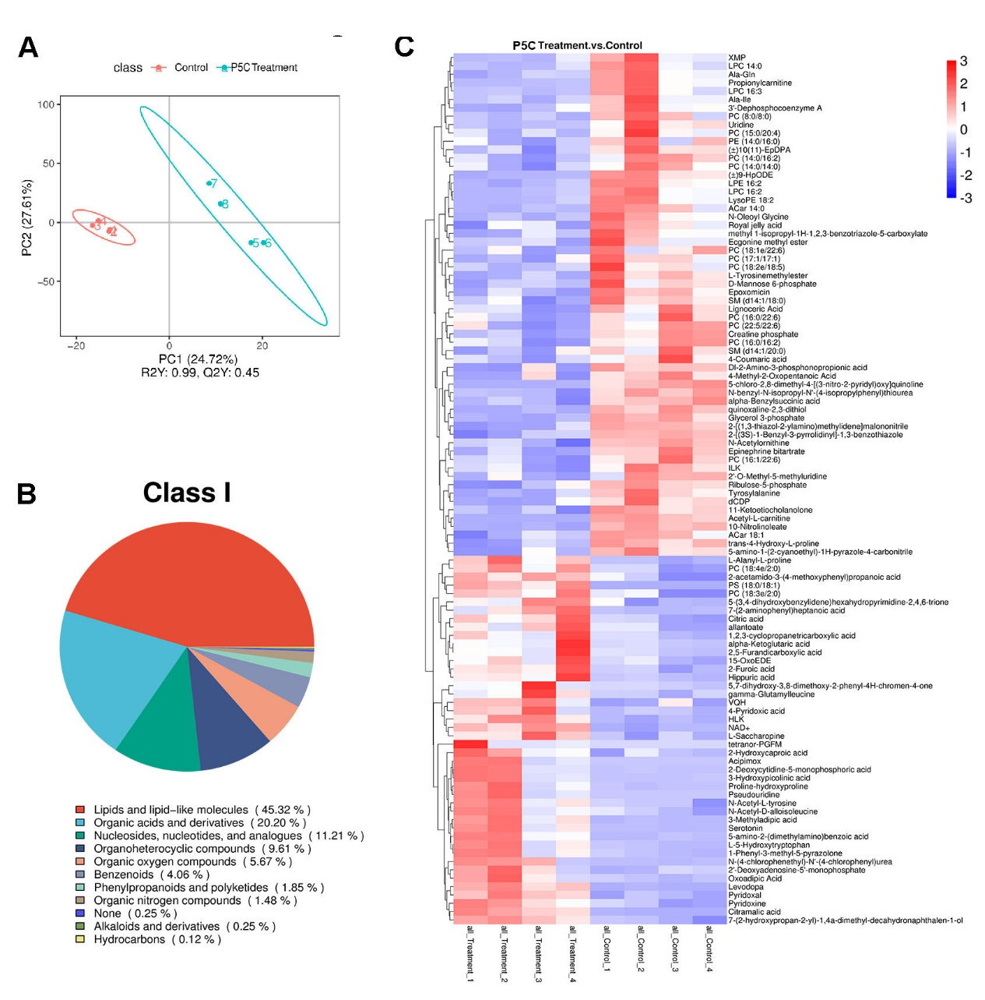 A
class Control P5C Treatment
100
50
0
−50
−20 0 20
PC2 (27.61%)
7
8
5 6
4
3
2
PC1 (24.72%)
R2Y: 0.99, Q2Y: 0.45
B
Class I
Lipids and lipid−like molecules ( 45.32 % )
Organic acids and derivatives ( 20.20 % )
Nucleosides, nucleotides, and analogues ( 11.21 % )
Organoheterocyclic compounds ( 9.61 % )
Organic oxygen compounds ( 5.67 % )
Benzenoids ( 4.06 % )
Phenylpropanoids and polyketides ( 1.85 % )
Organic nitrogen compounds ( 1.48 % )
None ( 0.25 % )
Alkaloids and derivatives ( 0.25 % )
Hydrocarbons ( 0.12 % )
C
P5C Treatment.vs.Control
XMP
LPC 14:0
Ala-Gln
Propionylcarnitine
LPC 16:3
Ala-Ile
3'-Dephosphocoenzyme A
PC (8:0/8:0)
Uridine
PC (15:0/20:4)
PE (14:0/16:0)
(±)10(11)-EpDPA
PC (14:0/16:2)
PC (14:0/14:0)
(±)9-HpODE
LPE 16:2
LPC 16:2
LysoPE 18:2
ACar 14:0
N-Oleoyl Glycine
Royal jelly acid
methyl 1-isopropyl-1H-1,2,3-benzotriazole-5-carboxylate
Ecgonine methyl ester
PC (18:1e/22:6)
PC (17:1/17:1)
PC (18:2e/18:5)
L-Tyrosinemethylester
D-Mannose 6-phosphate
Epoxomicin
SM (d14:1/18:0)
Lignoceric Acid
PC (16:0/22:6)
PC (22:5/22:6)
Creatine phosphate
PC (16:0/16:2)
SM (d14:1/20:0)
4-Coumaric acid
Dl-2-Amino-3-phosphonopropionic acid
4-Methyl-2-Oxopentanoic Acid
5-chloro-2,8-dimethyl-4-[(3-nitro-2-pyridyl)oxy]quinoline
N-benzyl-N-isopropyl-N'-(4-isopropylphenyl)thiourea
alpha-Benzylsuccinic acid
quinoxaline-2,3-dithiol
Glycerol 3-phosphate
2-[(1,3-thiazol-2-ylamino)methylidene]malononitrile
2-[(3S)-1-Benzyl-3-pyrrolidinyl]-1,3-benzothiazole
N-Acetylornithine
Epinephrine bitartrate
PC (16:1/22:6)
ILK
2'-O-Methyl-5-methyluridine
Ribulose-5-phosphate
Tyrosylalanine
dCDP
11-Ketoetiocholanolone
Acetyl-L-carnitine
10-Nitrolinoleate
ACar 18:1
trans-4-Hydroxy-L-proline
5-amino-1-(2-cyanoethyl)-1H-pyrazole-4-carbonitrile
L-Alanyl-L-proline
PC (18:4e/2:0)
2-acetamido-3-(4-methoxyphenyl)propanoic acid
PS (18:0/18:1)
PC (18:3e/2:0)
5-(3,4-dihydroxybenzylidene)hexahydropyrimidine-2,4,6-trione
7-(2-aminophenyl)heptanoic acid
Citric acid
allantoate
1,2,3-cyclopropanetricarboxylic acid
alpha-Ketoglutaric acid
2,5-Furandicarboxylic acid
15-OxoEDE
2-Furoic acid
Hippuric acid
5,7-dihydroxy-3,8-dimethoxy-2-phenyl-4H-chromen-4-one
gamma-Glutamylleucine
VQH
4-Pyridoxic acid
HLK
NAD+
L-Saccharopine
tetranor-PGFM
2-Hydroxycaproic acid
Acipimox
2-Deoxycytidine-5-monophosphoric acid
3-Hydroxypicolinic acid
Proline-hydroxyproline
Pseudouridine
N-Acetyl-L-tyrosine
N-Acetyl-D-alloisoleucine
3-Methyladipic acid
Serotonin
5-amino-2-(dimethylamino)benzoic acid
L-5-Hydroxytryptophan
1-Phenyl-3-methyl-5-pyrazolone
N-(4-chlorophenethyl)-N'-(4-chlorophenyl)urea
2'-Deoxyadenosine-5'-monophosphate
Oxoadipic Acid
Levodopa
Pyridoxal
Pyridoxine
Citramalic acid
7-(2-hydroxypropan-2-yl)-1,4a-dimethyl-decahydronaphthalen-1-ol
all_Treatment_1
all_Treatment_2
all_Treatment_3
all_Treatment_4
all_Control_1
all_Control_2
all_Control_3
all_Control_4
3
2
1
0
-1
-2
-3